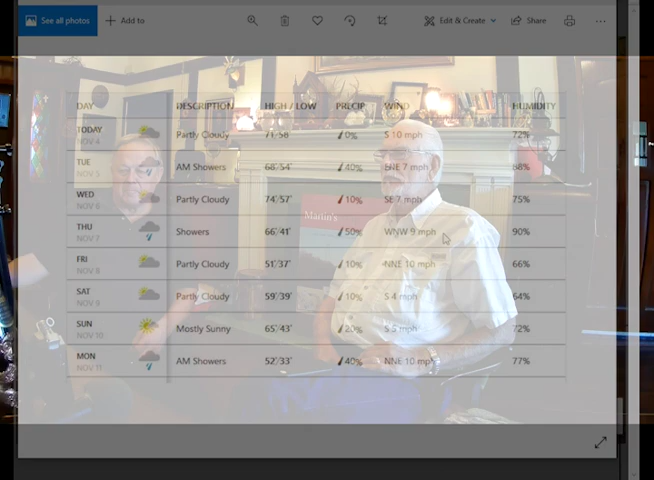 See all photos Add to Edit & Create Share
DAY DESCRIPTION HIGH / LOW PRECIP WIND HUMIDITY
TODAY
NOV 4 Partly Cloudy 71°/58° 0% S 10 mph 72%
TUE
NOV 5 AM Showers 68°/54° 40% ENE 7 mph 68%
WED
NOV 6 Partly Cloudy 74°/57° 10% SE 7 mph 75%
Martin's
THU
NOV 7 Showers 66°/41° 50% WNW 9 mph 90%
FRI
NOV 8 Partly Cloudy 51°/37° 10% NNE 10 mph 66%
SAT
NOV 9 Partly Cloudy 59°/39° 10% S 4 mph 64%
SUN
NOV 10 Mostly Sunny 65°/43° 20% S 5 mph 72%
MON
NOV 11 AM Showers 52°/33° 40% NNE 10 mph 77%